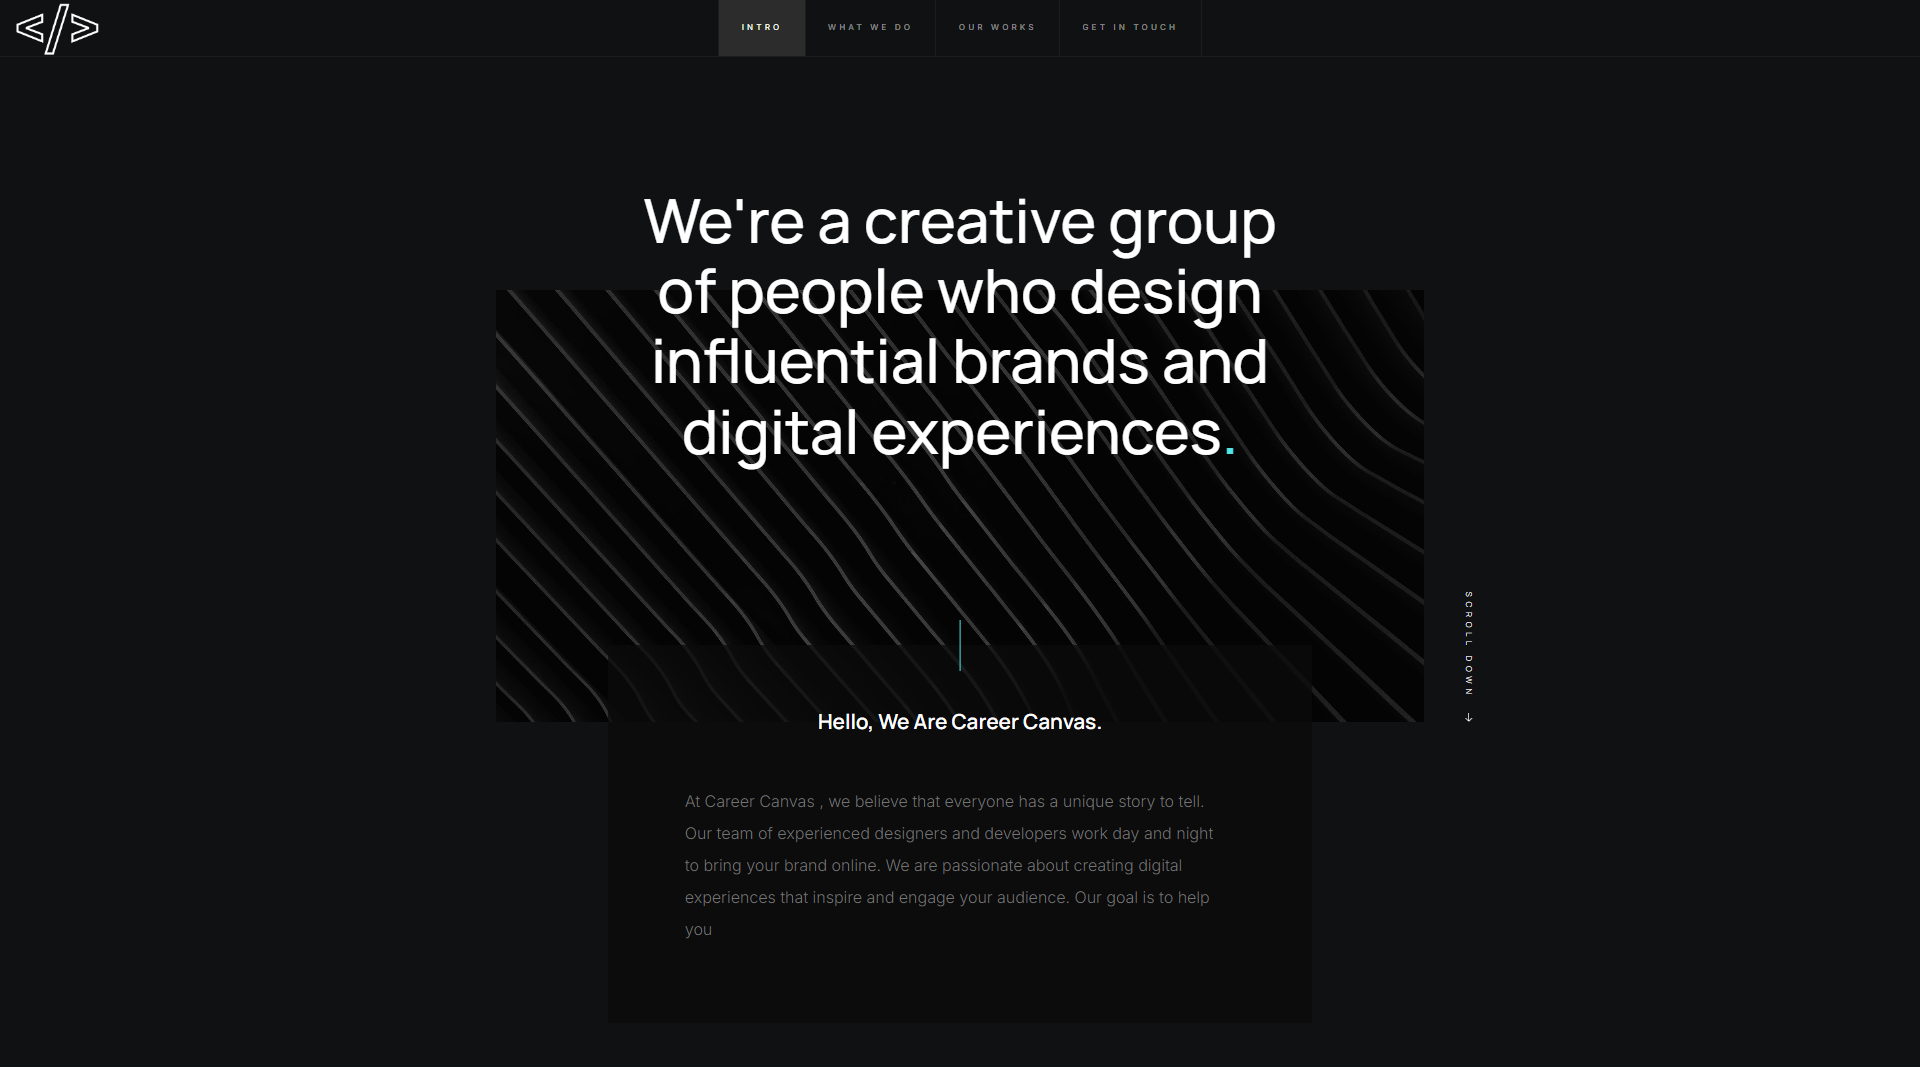 </>
INTRO
WHAT WE DO
OUR WORKS
GET IN TOUCH
We're a creative group
of people who design
influential brands and
digital experiences.
SCROLL DOWN
Hello, We Are Career Canvas.
At Career Canvas , we believe that everyone has a unique story to tell.
Our team of experienced designers and developers work day and night
to bring your brand online. We are passionate about creating digital
experiences that inspire and engage your audience. Our goal is to help
you